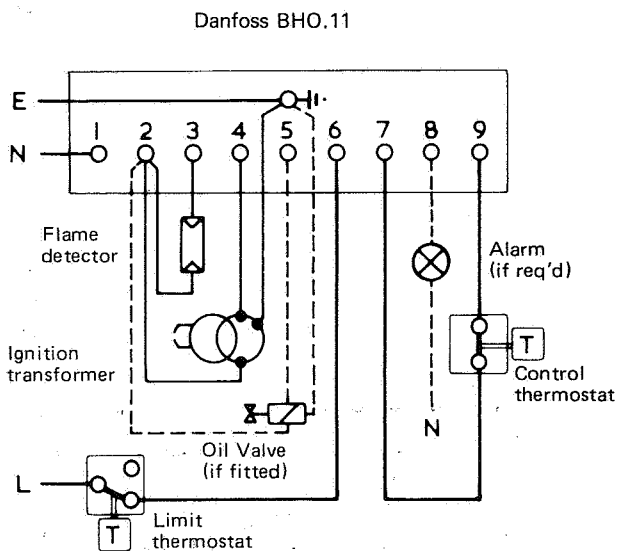 Danfoss BHO.11
E
N
1 2 3 4 5 6 7 8 9
Flame
detector
Alarm
(if req'd)
Ignition
transformer
T
Control
thermostat
N
Oil Valve
(if fitted)
L
T
Limit
thermostat